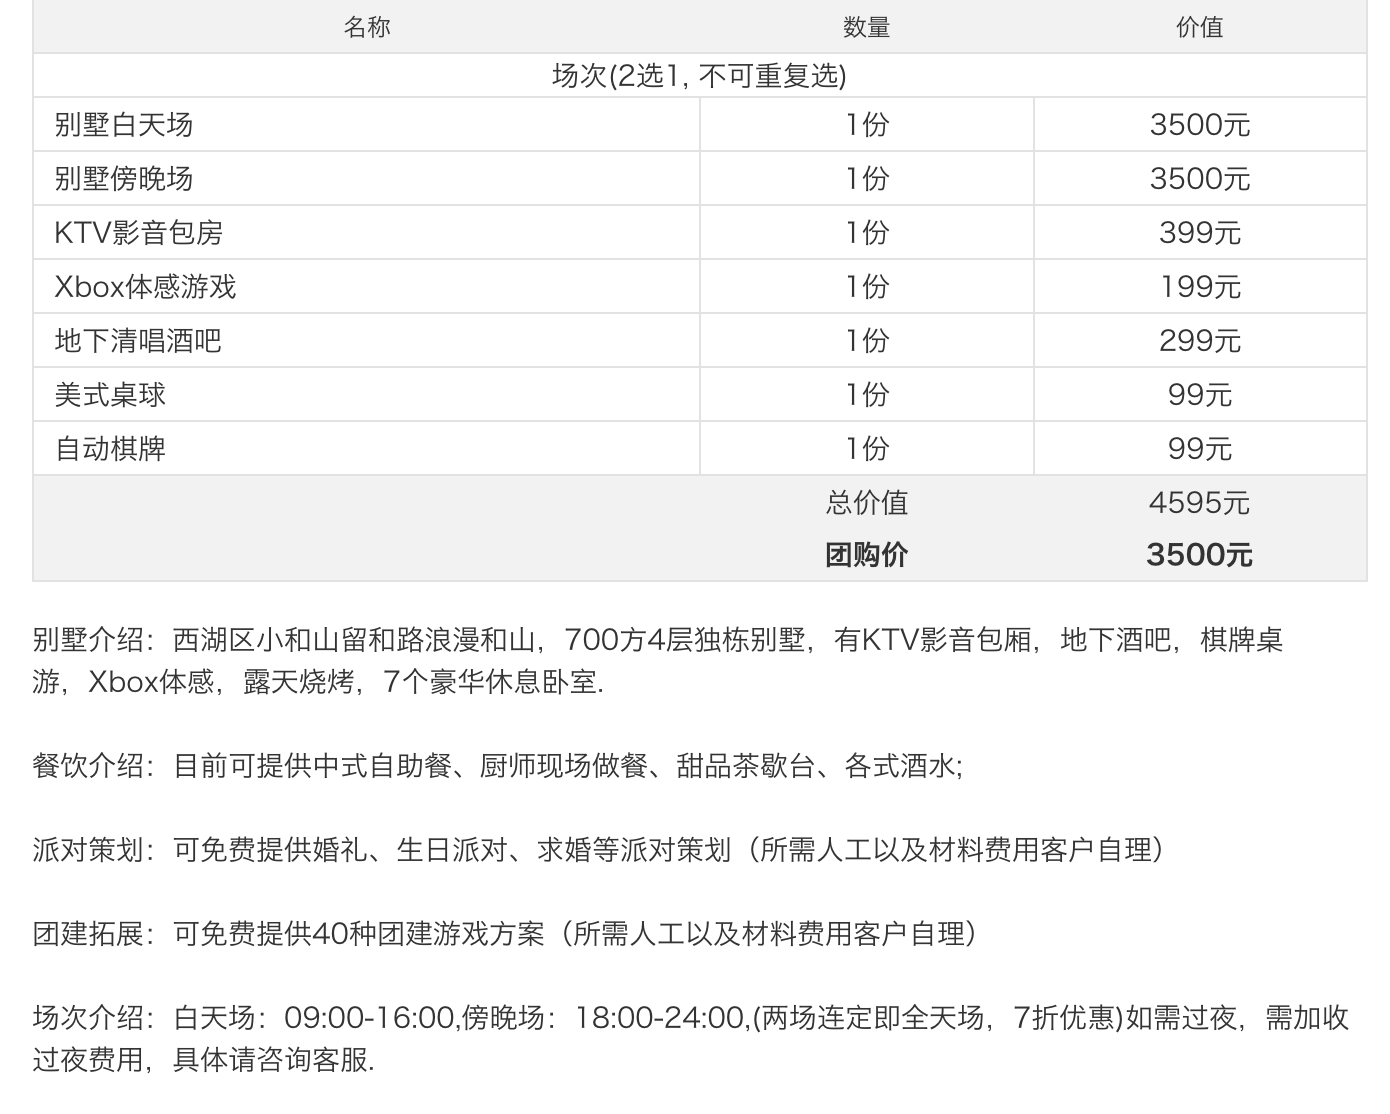 名称 数量 价值
场次(2选1, 不可重复选)
别墅白天场 1份 3500元
别墅傍晚场 1份 3500元
KTV影音包房 1份 399元
Xbox体感游戏 1份 199元
地下清唱酒吧 1份 299元
美式桌球 1份 99元
自动棋牌 1份 99元
总价值 4595元
团购价 3500元
别墅介绍：西湖区小和山留和路浪漫和山，700方4层独栋别墅，有KTV影音包厢，地下酒吧，棋牌桌
游，Xbox体感，露天烧烤，7个豪华休息卧室.
餐饮介绍：目前可提供中式自助餐、厨师现场做餐、甜品茶歇台、各式酒水;
派对策划：可免费提供婚礼、生日派对、求婚等派对策划（所需人工以及材料费用客户自理）
团建拓展：可免费提供40种团建游戏方案（所需人工以及材料费用客户自理）
场次介绍：白天场：09:00-16:00,傍晚场：18:00-24:00,(两场连定即全天场，7折优惠)如需过夜，需加收
过夜费用，具体请咨询客服.